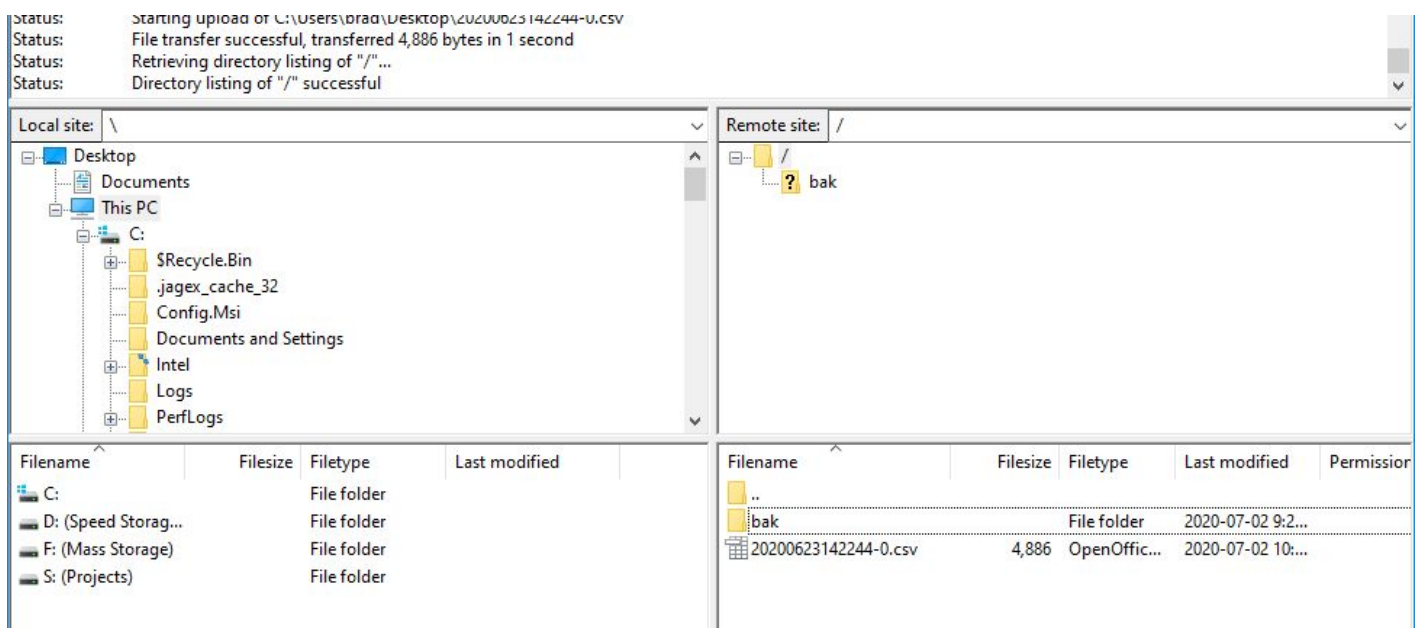 Status: Starting upload of C:\Users\brad\Desktop\20200623142244-0.csv
Status: File transfer successful, transferred 4,886 bytes in 1 second
Status: Retrieving directory listing of "/"...
Status: Directory listing of "/" successful
Local site: \
Desktop
Documents
This PC
C:
$Recycle.Bin
.jagex_cache_32
Config.Msi
Documents and Settings
Intel
Logs
PerfLogs
Remote site: /
/
? bak
Filename Filesize Filetype Last modified
C: File folder
D: (Speed Storag... File folder
F: (Mass Storage) File folder
S: (Projects) File folder
Filename Filesize Filetype Last modified Permission
..
bak File folder 2020-07-02 9:2...
20200623142244-0.csv 4,886 OpenOffic... 2020-07-02 10:...